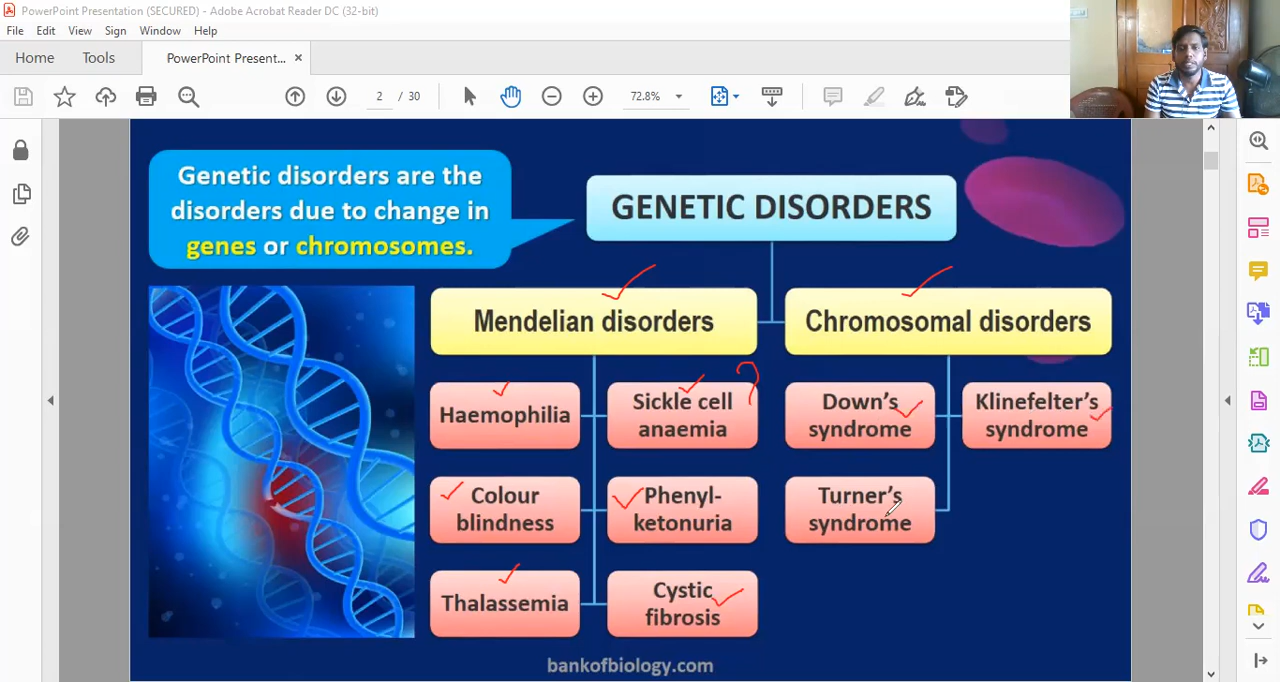 PowerPoint Presentation (SECURED) - Adobe Acrobat Reader DC (32-bit)
File Edit View Sign Window Help
Home Tools PowerPoint Present... ×
2 / 30 72.8%
Genetic disorders are the
disorders due to change in
genes or chromosomes.
GENETIC DISORDERS
Mendelian disorders
Chromosomal disorders
Haemophilia
Sickle cell
anaemia
?
Down's
syndrome
Klinefelter's
syndrome
Colour
blindness
Phenyl-
ketonuria
Turner's
syndrome
Thalassemia
Cystic
fibrosis
bankofbiology.com